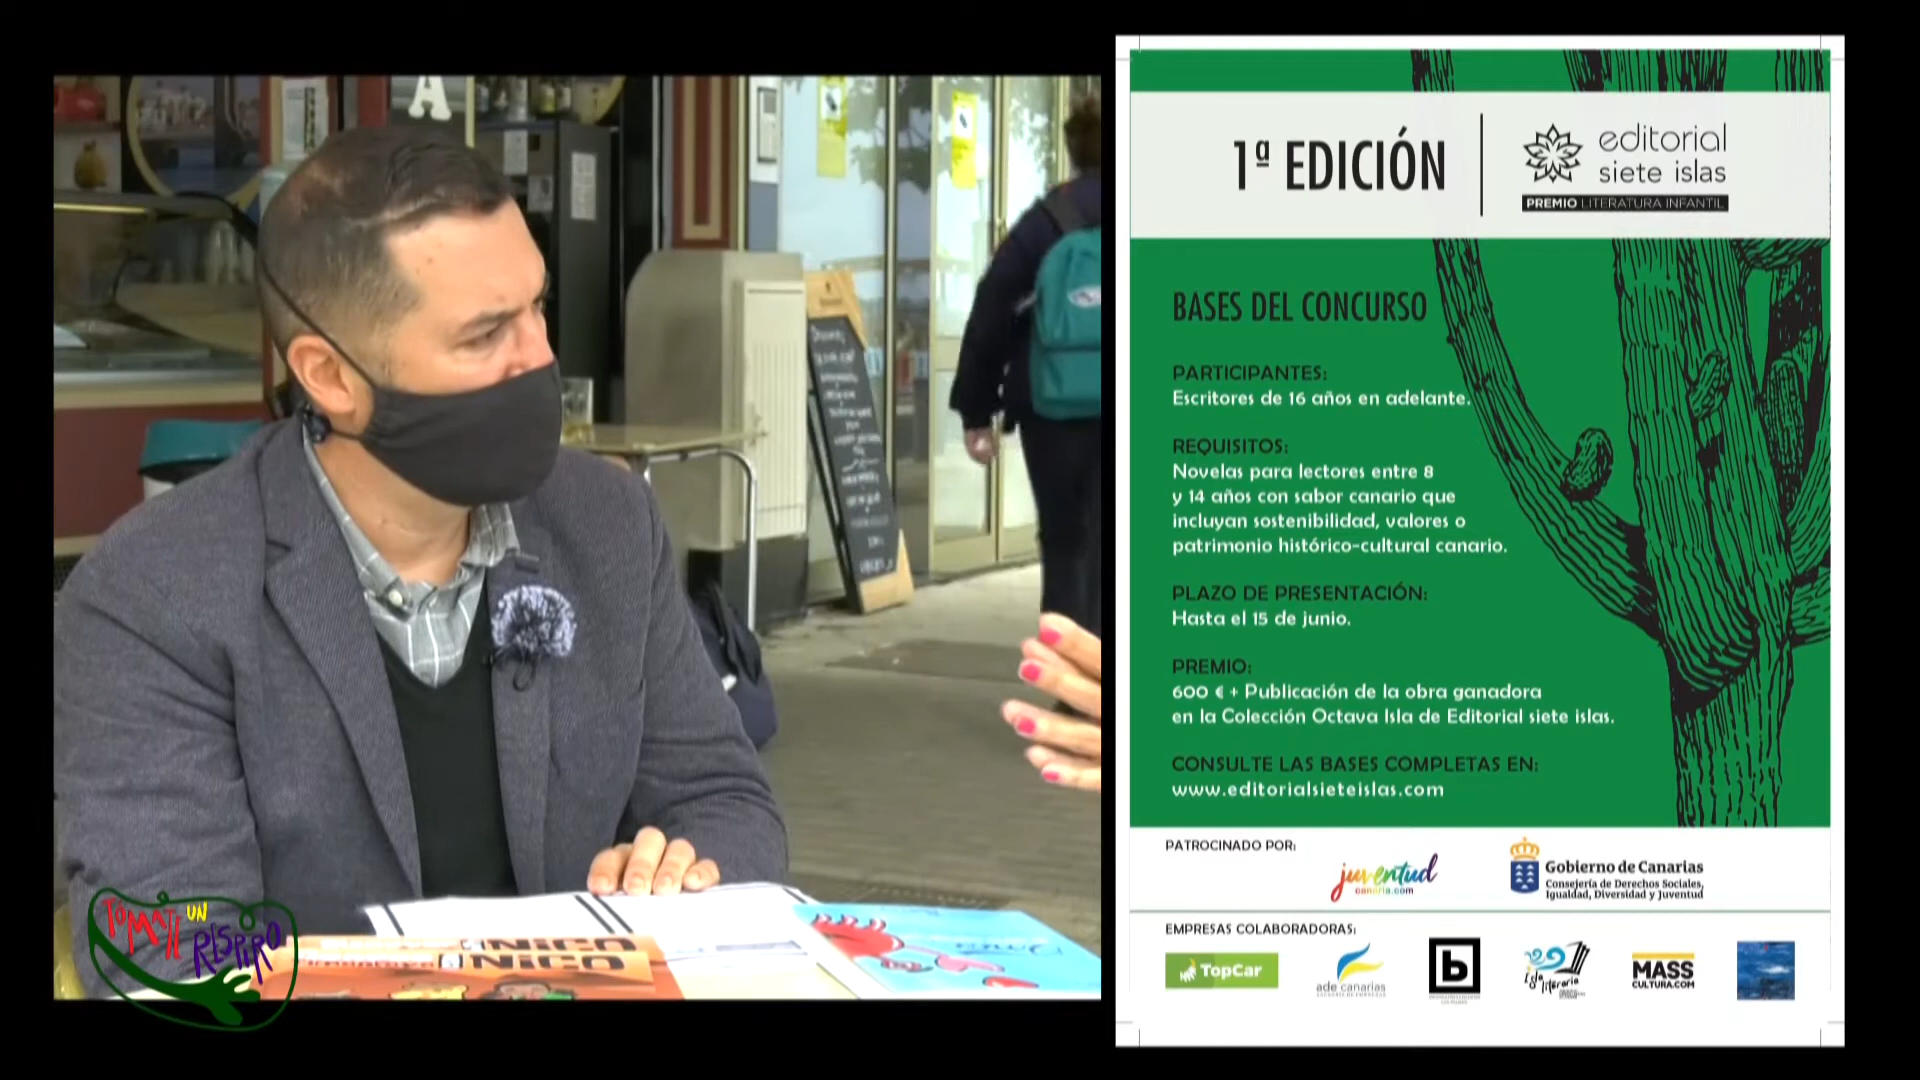 A
TÓMATE UN
RESPIRO
NICO
NICO
1ª EDICIÓN
editorial
siete islas
PREMIO LITERATURA INFANTIL
BASES DEL CONCURSO
PARTICIPANTES:
Escritores de 16 años en adelante.
REQUISITOS:
Novelas para lectores entre 8
y 14 años con sabor canario que
incluyan sostenibilidad, valores o
patrimonio histórico-cultural canario.
PLAZO DE PRESENTACIÓN:
Hasta el 15 de junio.
PREMIO:
600 € + Publicación de la obra ganadora
en la Colección Octava Isla de Editorial siete islas.
CONSULTE LAS BASES COMPLETAS EN:
www.editorialsieteislas.com
PATROCINADO POR:
juventud
canaria.com
Gobierno de Canarias
Consejería de Derechos Sociales,
Igualdad, Diversidad y Juventud
EMPRESAS COLABORADORAS:
TopCar
ade canarias
b
isla
literaria
MASS
CULTURA.COM